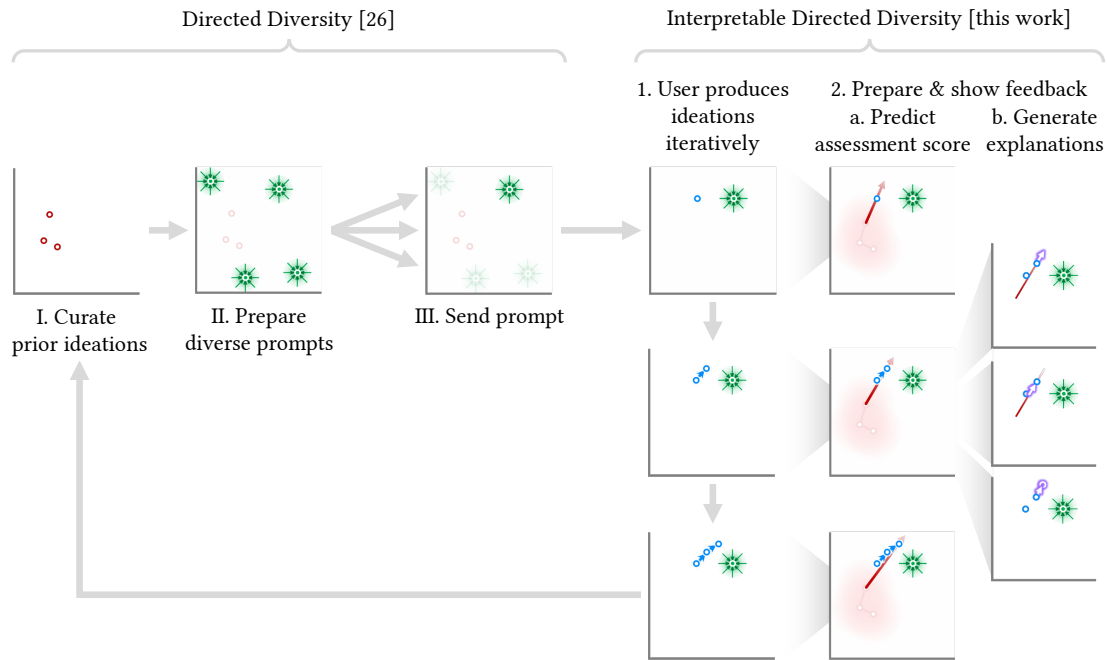 Directed Diversity [26]
Interpretable Directed Diversity [this work]
1. User produces
ideations
iteratively
2. Prepare & show feedback
a. Predict
assessment score
b. Generate
explanations
I. Curate
prior ideations
II. Prepare
diverse prompts
III. Send prompt